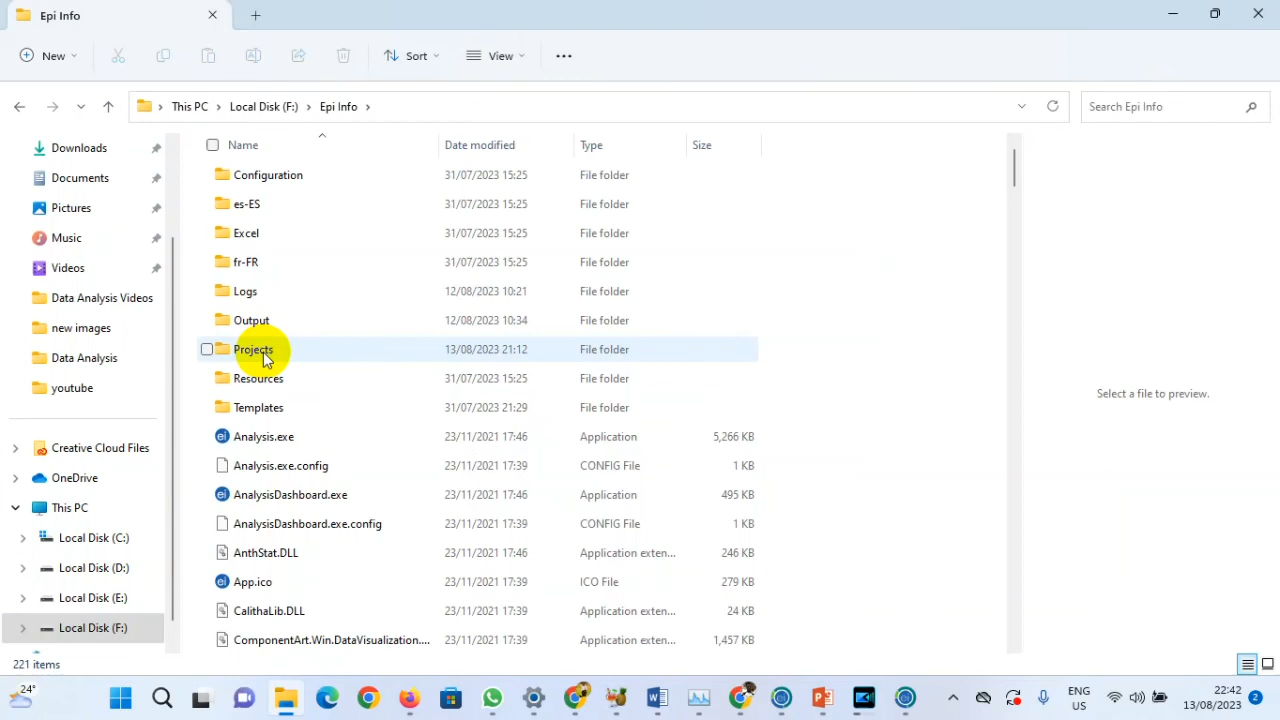 Epi Info
New
Sort
View
This PC > Local Disk (F:) > Epi Info >
Search Epi Info
Name Date modified Type Size
Downloads
Documents
Pictures
Music
Videos
Data Analysis Videos
new images
Data Analysis
youtube
Creative Cloud Files
OneDrive
This PC
Local Disk (C:)
Local Disk (D:)
Local Disk (E:)
Local Disk (F:)
Configuration 31/07/2023 15:25 File folder
es-ES 31/07/2023 15:25 File folder
Excel 31/07/2023 15:25 File folder
fr-FR 31/07/2023 15:25 File folder
Logs 12/08/2023 10:21 File folder
Output 12/08/2023 10:34 File folder
Projects 13/08/2023 21:12 File folder
Resources 31/07/2023 15:25 File folder
Templates 31/07/2023 21:29 File folder
Analysis.exe 23/11/2021 17:46 Application 5,266 KB
Analysis.exe.config 23/11/2021 17:39 CONFIG File 1 KB
AnalysisDashboard.exe 23/11/2021 17:46 Application 495 KB
AnalysisDashboard.exe.config 23/11/2021 17:39 CONFIG File 1 KB
AnthStat.DLL 23/11/2021 17:46 Application exten... 246 KB
App.ico 23/11/2021 17:39 ICO File 279 KB
CalithaLib.DLL 23/11/2021 17:39 Application exten... 24 KB
ComponentArt.Win.DataVisualization.... 23/11/2021 17:39 Application exten... 1,457 KB
Select a file to preview.
221 items
24°
ENG
US
22:42
13/08/2023
2